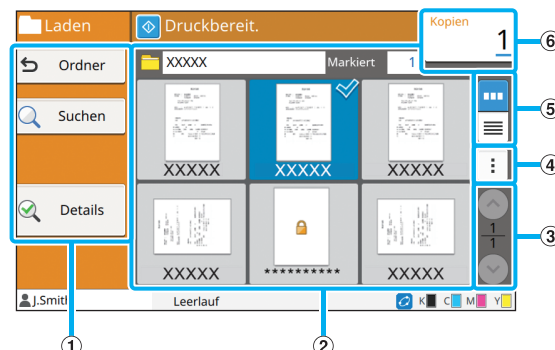 Laden
Druckbereit.
Kopien
1
Ordner
XXXXX
Markiert
1
Suchen
XXXXX
XXXXX
XXXXX
Details
1
1
XXXXX
**********
XXXXX
J.Smith
Leerlauf
K
C
M
Y
①
②
③
④
⑤
⑥